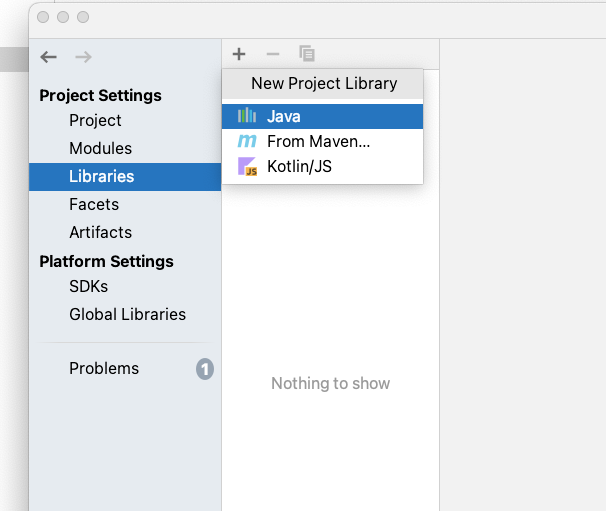 New Project Library
Project Settings
Java
Project
From Maven...
Modules
Kotlin/JS
JS
Libraries
Facets
Artifacts
Platform Settings
SDKs
Global Libraries
Problems
1
Nothing to show